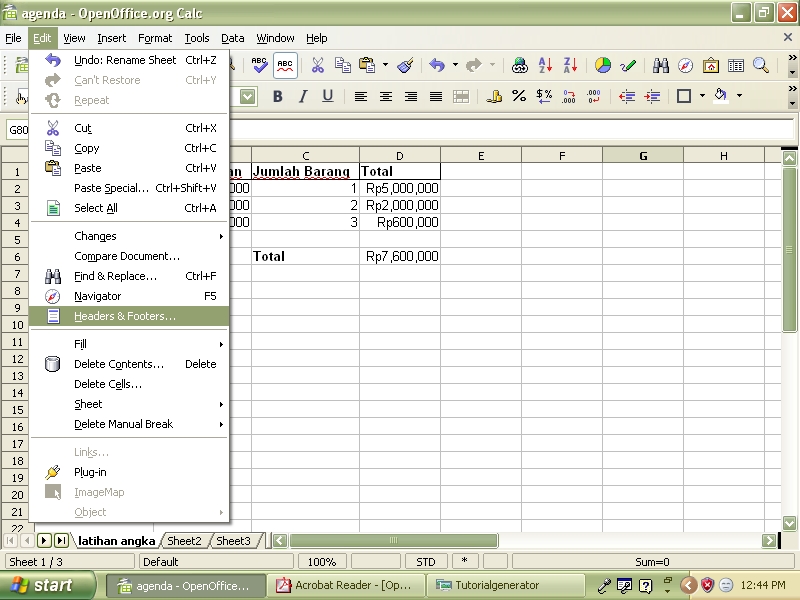 agenda - OpenOffice.org Calc
File Edit View Insert Format Tools Data Window Help
Undo: Rename Sheet Ctrl+Z
Can't Restore Ctrl+Y
Repeat
Cut Ctrl+X
Copy Ctrl+C
Paste Ctrl+V
Paste Special... Ctrl+Shift+V
Select All Ctrl+A
Changes
Compare Document...
Find & Replace... Ctrl+F
Navigator F5
Headers & Footers...
Fill
Delete Contents... Delete
Delete Cells...
Sheet
Delete Manual Break
Links...
Plug-in
ImageMap
Object
ABC ABC
B I U
G80
C D E F G H
1 an Jumlah Barang Total
2 000 1 Rp5,000,000
3 000 2 Rp2,000,000
4 000 3 Rp600,000
5
6 Total Rp7,600,000
7
8
9
10
11
12
13
14
15
16
17
18
19
20
21
22
latihan angka Sheet2 Sheet3
Sheet 1 / 3 Default 100% STD * Sum=0
start agenda - OpenOffice... Acrobat Reader - [Op... Tutorialgenerator 12:44 PM